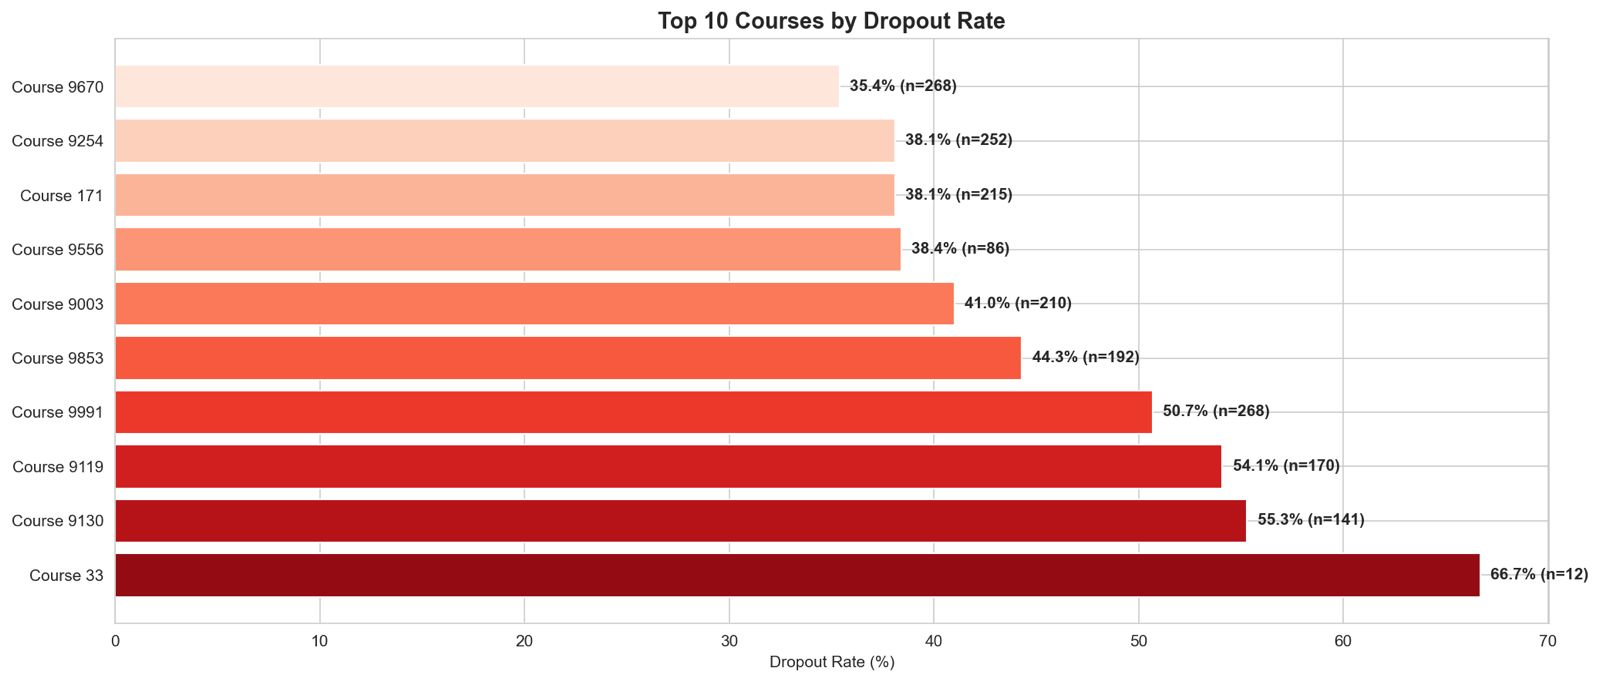 Top 10 Courses by Dropout Rate
Course 9670 35.4% (n=268)
Course 9254 38.1% (n=252)
Course 171 38.1% (n=215)
Course 9556 38.4% (n=86)
Course 9003 41.0% (n=210)
Course 9853 44.3% (n=192)
Course 9991 50.7% (n=268)
Course 9119 54.1% (n=170)
Course 9130 55.3% (n=141)
Course 33 66.7% (n=12)
0 10 20 30 40 50 60 70
Dropout Rate (%)